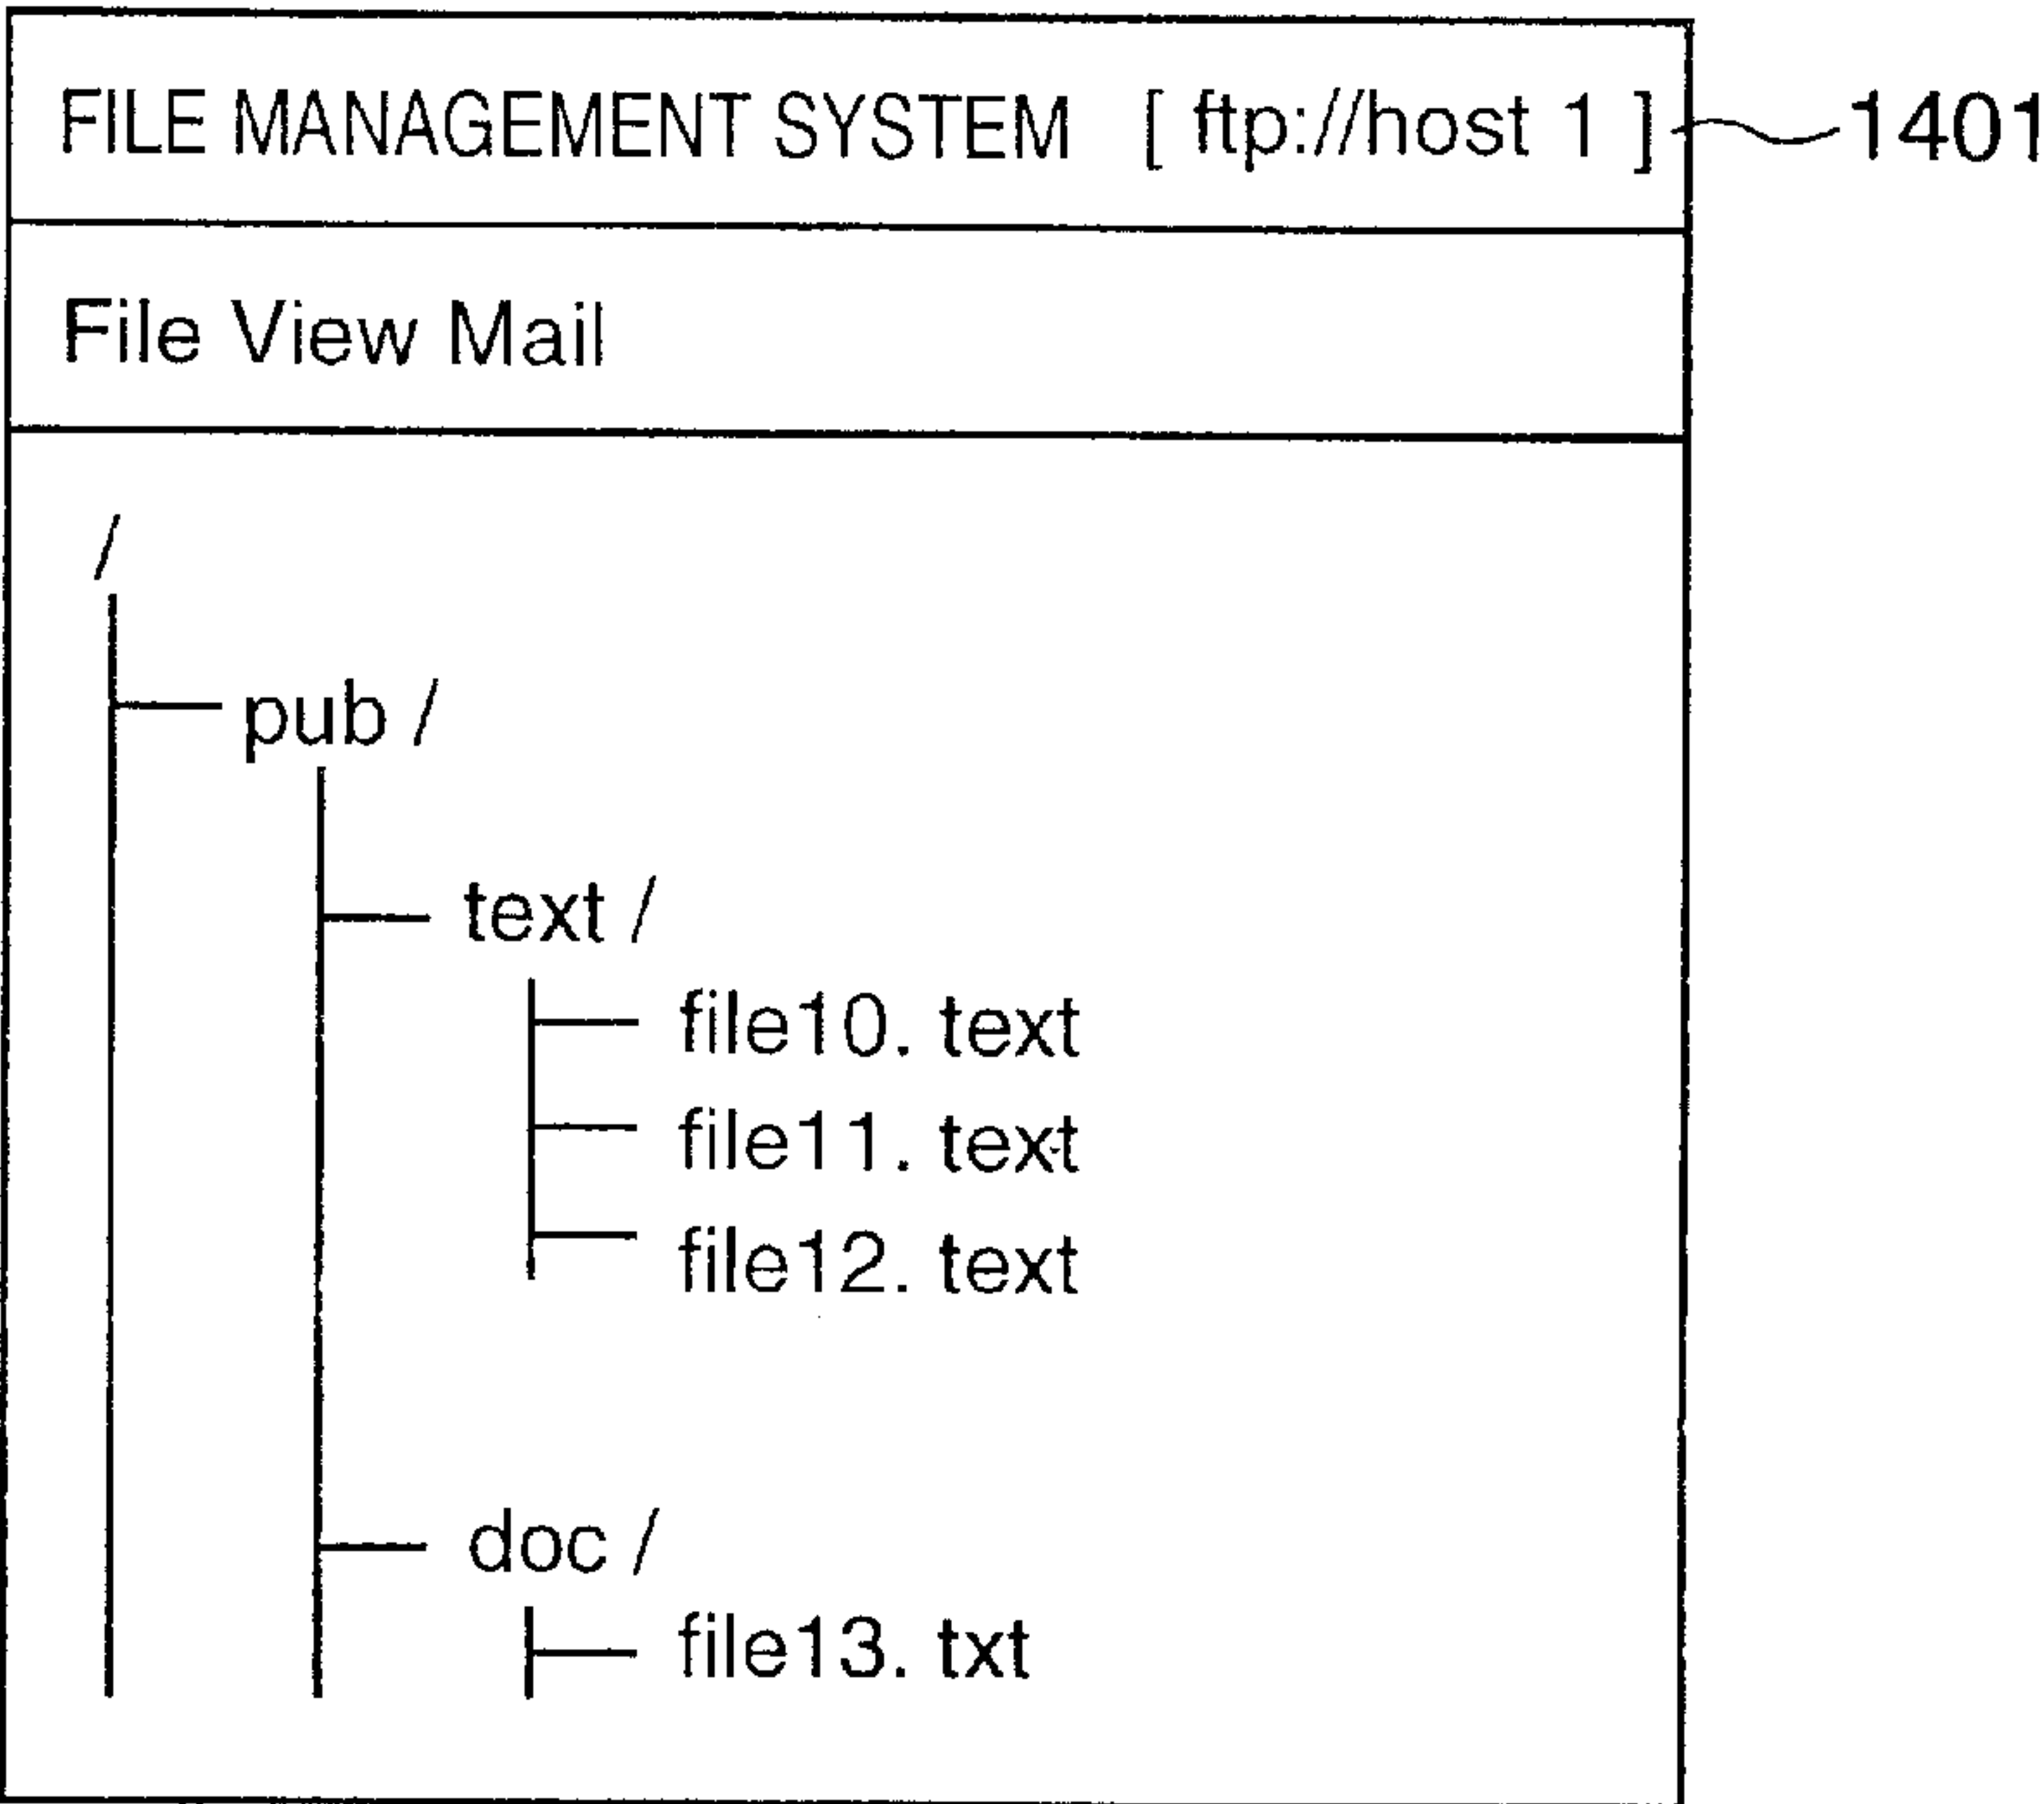 FILE MANAGEMENT SYSTEM [ ftp://host 1 ] 1401
File View Mail
/
pub /
text /
file10. text
file11. text
file12. text
doc /
file13. txt